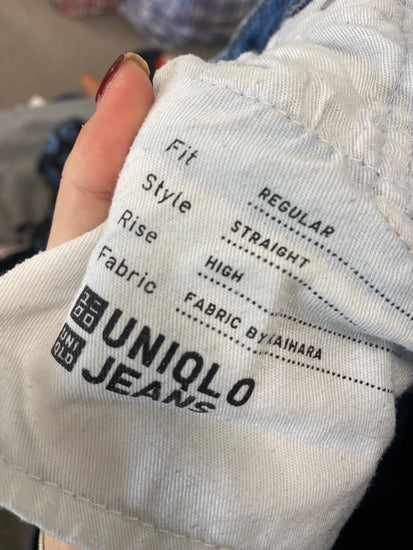 Fit REGULAR
Style STRAIGHT
Rise HIGH
Fabric FABRIC BY KAIHARA
UNI
QLO
UNIQLO
JEANS